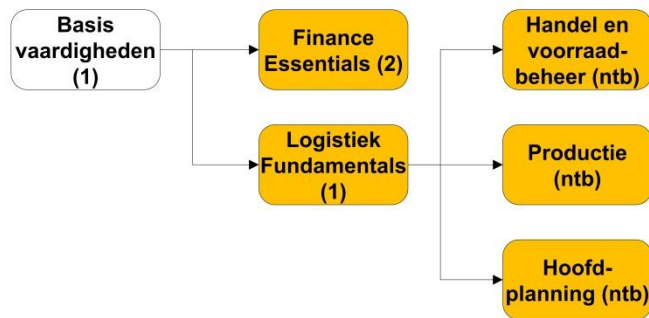 Basis
vaardigheden
(1)
Finance
Essentials (2)
Logistiek
Fundamentals
(1)
Handel en
voorraad-
beheer (ntb)
Productie
(ntb)
Hoofd-
planning (ntb)